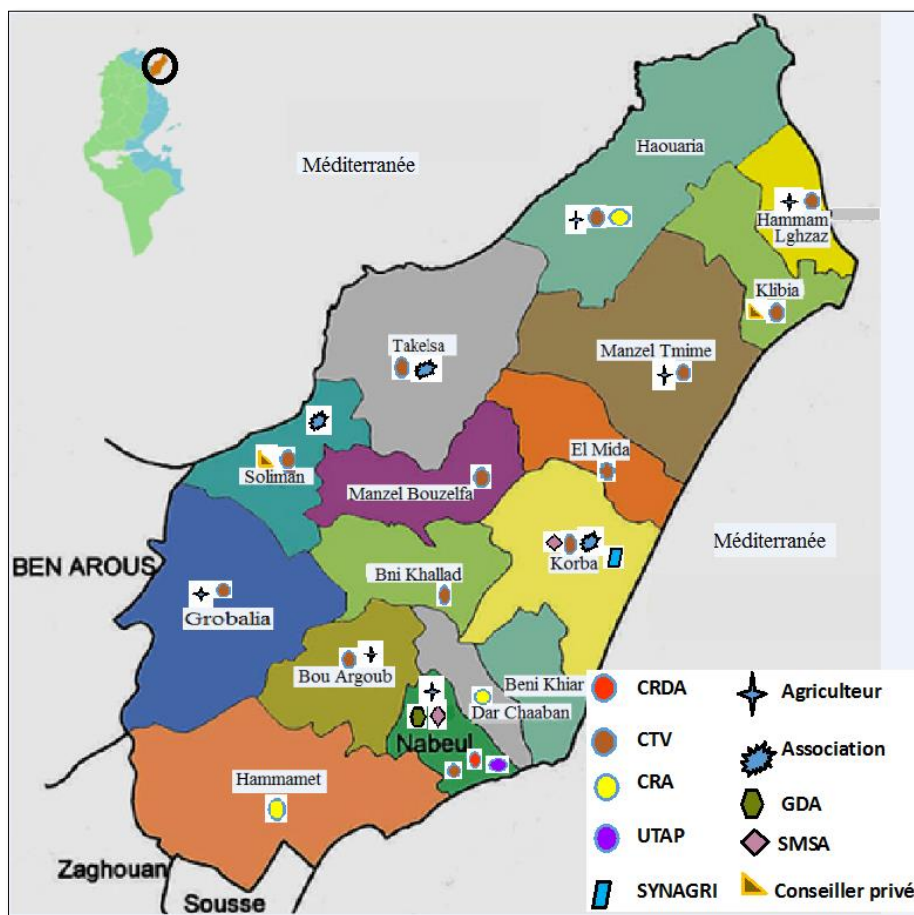 Haouaria
Méditerranée
Hammam
Lghzaz
Klibia
Takelsa
Manzel Tmime
El Mida
Soliman
Manzel Bouzelfa
Méditerranée
BEN AROUS
Korba
Bni Khallad
Grobalia
Bou Argoub
Beni Khiar
Dar Chaaban
Nabeul
Hammamet
Zaghouan
Sousse
CRDA
Agriculteur
CTV
Association
CRA
GDA
UTAP
SMSA
SYNAGRI
Conseiller privé